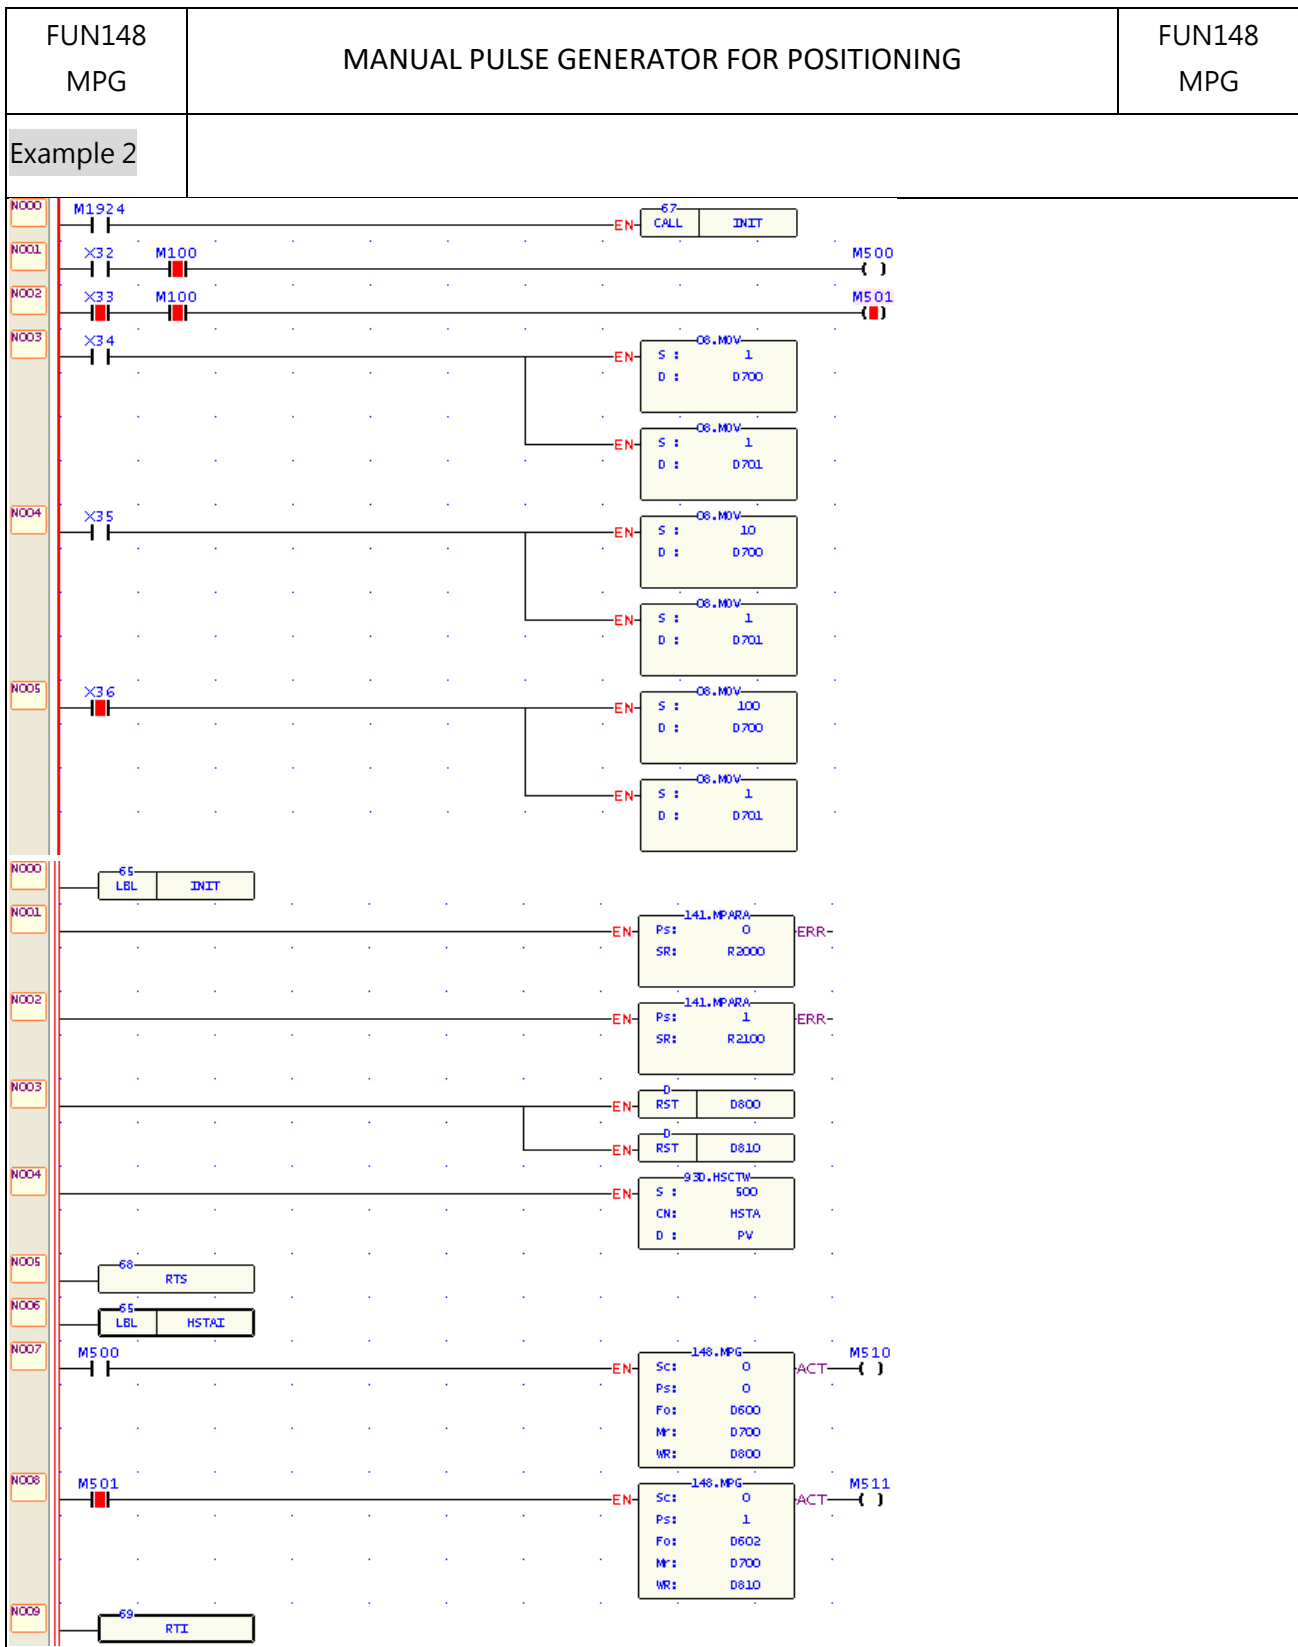 FUN148
MPG
MANUAL PULSE GENERATOR FOR POSITIONING
FUN148
MPG
Example 2
N000
M1924
EN
67
CALL INIT
N001
X32 M100 M500
N002
X33 M100 M501
N003
X34
EN
08.MOV
S : 1
D : D700
EN
08.MOV
S : 1
D : D701
N004
X35
EN
08.MOV
S : 10
D : D700
EN
08.MOV
S : 1
D : D701
N005
X36
EN
08.MOV
S : 100
D : D700
EN
08.MOV
S : 1
D : D701
N000
65
LBL INIT
N001
141.MPARA
EN Ps: 0 ERR
SR: R2000
N002
141.MPARA
EN Ps: 1 ERR
SR: R2100
N003
D
EN RST D800
D
EN RST D810
N004
93D.HSCTW
EN S : 500
CN: HSTA
D : PV
N005
68
RTS
N006
65
LBL HSTAI
N007
M500
148.MPG
EN Sc: 0 ACT M510
Ps: 0
Fo: D600
Mr: D700
WR: D800
N008
M501
148.MPG
EN Sc: 0 ACT M511
Ps: 1
Fo: D602
Mr: D700
WR: D810
N009
69
RTI